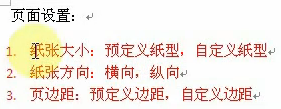 页面设置：
1. 纸张大小：预定义纸型，自定义纸型
2. 纸张方向：横向，纵向
3. 页边距：预定义边距，自定义边距